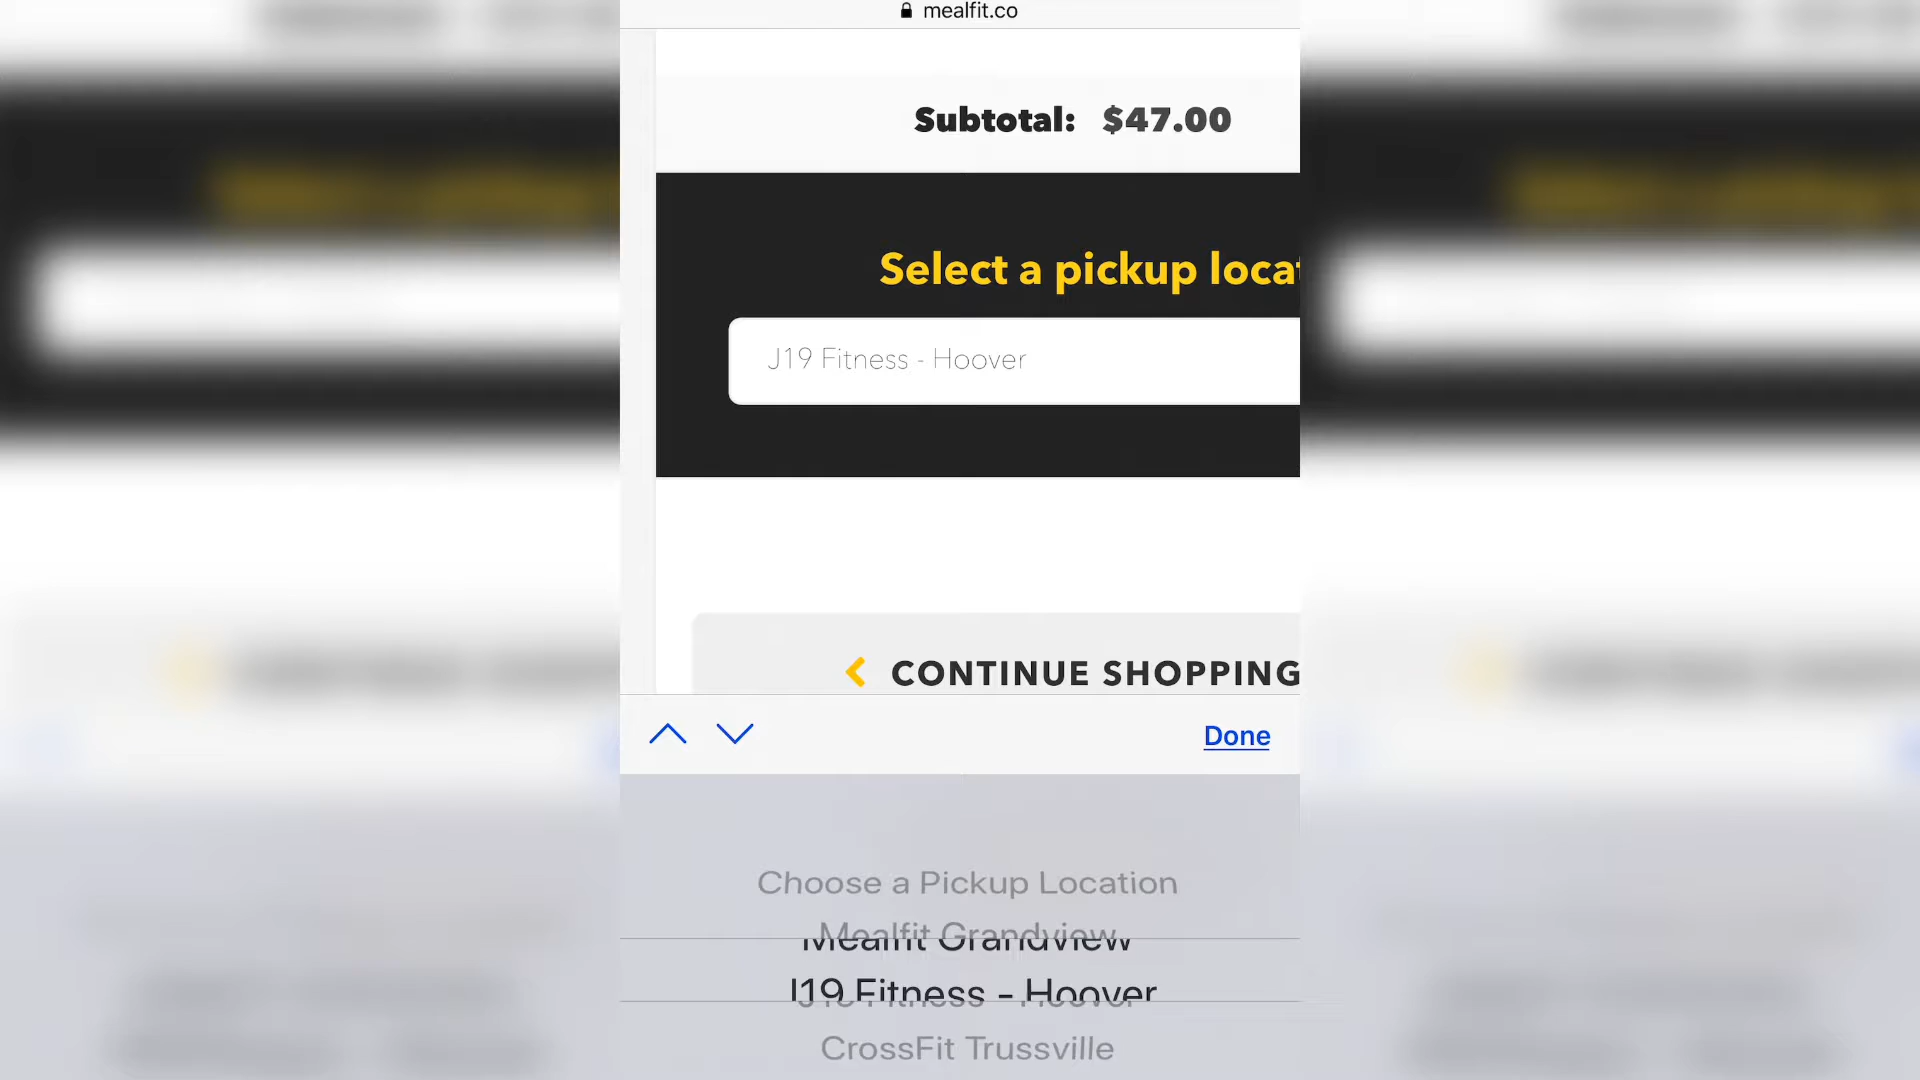 mealfit.co
Subtotal: $47.00
Select a pickup locat
J19 Fitness - Hoover
CONTINUE SHOPPING
Done
Choose a Pickup Location
Mealfit Grandview
J19 Fitness - Hoover
CrossFit Trussville